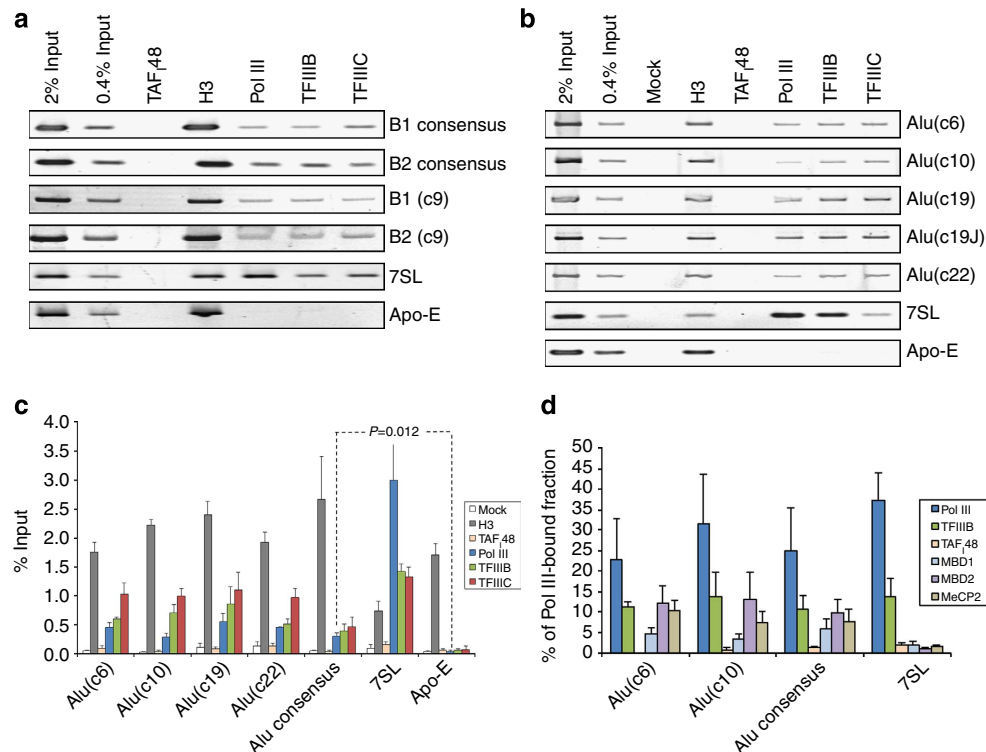 a
2% Input
0.4% Input
TAFI48
H3
Pol III
TFIIIB
TFIIIC
B1 consensus
B2 consensus
B1 (c9)
B2 (c9)
7SL
Apo-E
b
2% Input
0.4% Input
Mock
H3
TAFI48
Pol III
TFIIIB
TFIIIC
Alu(c6)
Alu(c10)
Alu(c19)
Alu(c19J)
Alu(c22)
7SL
Apo-E
c
% Input
4.0
3.5
3.0
2.5
2.0
1.5
1.0
0.5
0.0
P=0.012
Mock
H3
TAFI48
Pol III
TFIIIB
TFIIIC
Alu(c6)
Alu(c10)
Alu(c19)
Alu(c22)
Alu consensus
7SL
Apo-E
d
% of Pol III-bound fraction
50
45
40
35
30
25
20
15
10
5
0
Pol III
TFIIIB
TAFI48
MBD1
MBD2
MeCP2
Alu(c6)
Alu(c10)
Alu consensus
7SL